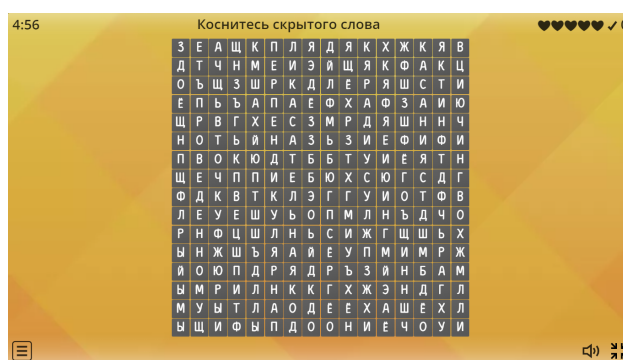 4:56
Коснитесь скрытого слова
З Е А Щ К П Л Я Д Я К Х Ж К Я В
Д Т Ч Н М Е И Э Й Щ Я К Ф А К Ц
О Ъ Щ З Ш Р К Д Л Ё Р Я Ш С Т И
Ё П Ь Ъ А П А Ё Ф Х А Ф З А И Ю
Щ Р В Г Х Е С З М Р Д Я Ш Н Н Ч
Н О Т Ь Й Н А З Ь З И Е Ф И Ф И
П В О К Ю Д Т Б Б Т У И Ё Я Т Н
Щ Е Ч П П И Е Б Ю Х С Ю Г С Д Г
Ф Д К В Т К Л Э Г Г У И О Т Ф В
Л Е У Е Ш У Ь О П М Л Н Ъ Д Ч О
Р Н Ф Ц Ш Л Н Ь С И Ж Г Щ Ш Ь Х
Ы Н Ж Ш Ъ Я А Й Ё У П М И М Р Ж
Й О Ю П Д Р Я Д Р Ъ З Й Н Б А М
Ы М Р И Л Н К К Г Х Ж Э Н Д Г Л
М У Ы Т Л А О Д Ё Ё Х А Ш Ё Х Л
Ы Щ И Ф Ы П Д О О Н И Ё Ч О У И